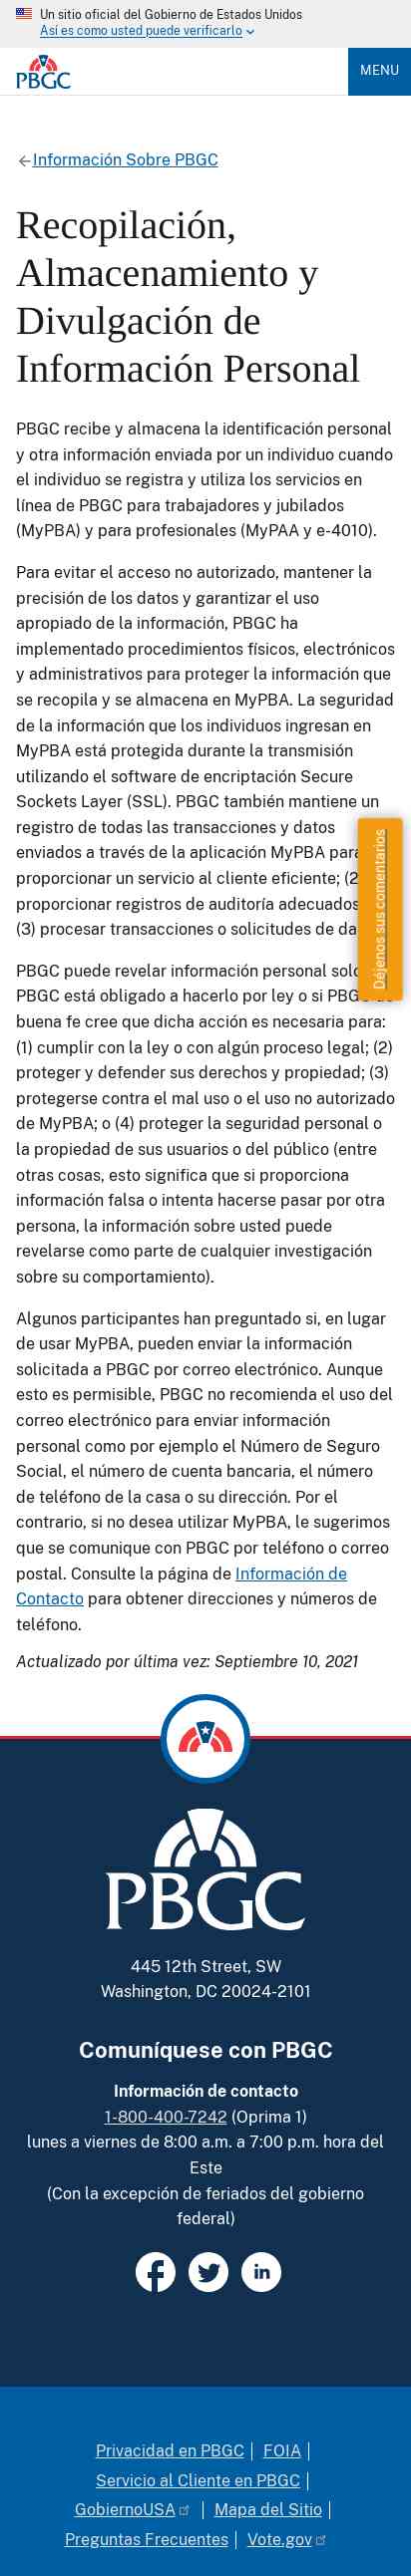 Un sitio oficial del Gobierno de Estados Unidos
Así es como usted puede verificarlo
PBGC
MENU
Información Sobre PBGC
Recopilación,
Almacenamiento y
Divulgación de
Información Personal
PBGC recibe y almacena la identificación personal
y otra información enviada por un individuo cuando
el individuo se registra y utiliza los servicios en
línea de PBGC para trabajadores y jubilados
(MyPBA) y para profesionales (MyPAA y e-4010).
Para evitar el acceso no autorizado, mantener la
precisión de los datos y garantizar el uso
apropiado de la información, PBGC ha
implementado procedimientos físicos, electrónicos
y administrativos para proteger la información que
se recopila y se almacena en MyPBA. La seguridad
de la información que los individuos ingresan en
MyPBA está protegida durante la transmisión
utilizando el software de encriptación Secure
Sockets Layer (SSL). PBGC también mantiene un
registro de todas las transacciones y datos
enviados a través de la aplicación MyPBA para
proporcionar un servicio al cliente eficiente; (2
proporcionar registros de auditoría adecuados
(3) procesar transacciones o solicitudes de
Déjenos sus comentarios
PBGC puede revelar información personal solo
PBGC está obligado a hacerlo por ley o si PBGC
buena fe cree que dicha acción es necesaria para:
(1) cumplir con la ley o con algún proceso legal; (2)
proteger y defender sus derechos y propiedad; (3)
protegerse contra el mal uso o el uso no autorizado
de MyPBA; o (4) proteger la seguridad personal o
la propiedad de sus usuarios o del público (entre
otras cosas, esto significa que si proporciona
información falsa o intenta hacerse pasar por otra
persona, la información sobre usted puede
revelarse como parte de cualquier investigación
sobre su comportamiento).
Algunos participantes han preguntado si, en lugar
de usar MyPBA, pueden enviar la información
solicitada a PBGC por correo electrónico. Aunque
esto es permisible, PBGC no recomienda el uso del
correo electrónico para enviar información
personal como por ejemplo el Número de Seguro
Social, el número de cuenta bancaria, el número
de teléfono de la casa o su dirección. Por el
contrario, si no desea utilizar MyPBA, le sugerimos
que se comunique con PBGC por teléfono o correo
postal. Consulte la página de Información de
Contacto para obtener direcciones y números de
teléfono.
Actualizado por última vez: Septiembre 10, 2021
PBGC
445 12th Street, SW
Washington, DC 20024-2101
Comuníquese con PBGC
Información de contacto
1-800-400-7242 (Oprima 1)
lunes a viernes de 8:00 a.m. a 7:00 p.m. hora del
Este
(Con la excepción de feriados del gobierno
federal)
Privacidad en PBGC | FOIA |
Servicio al Cliente en PBGC |
GobiernoUSA | Mapa del Sitio |
Preguntas Frecuentes | Vote.gov